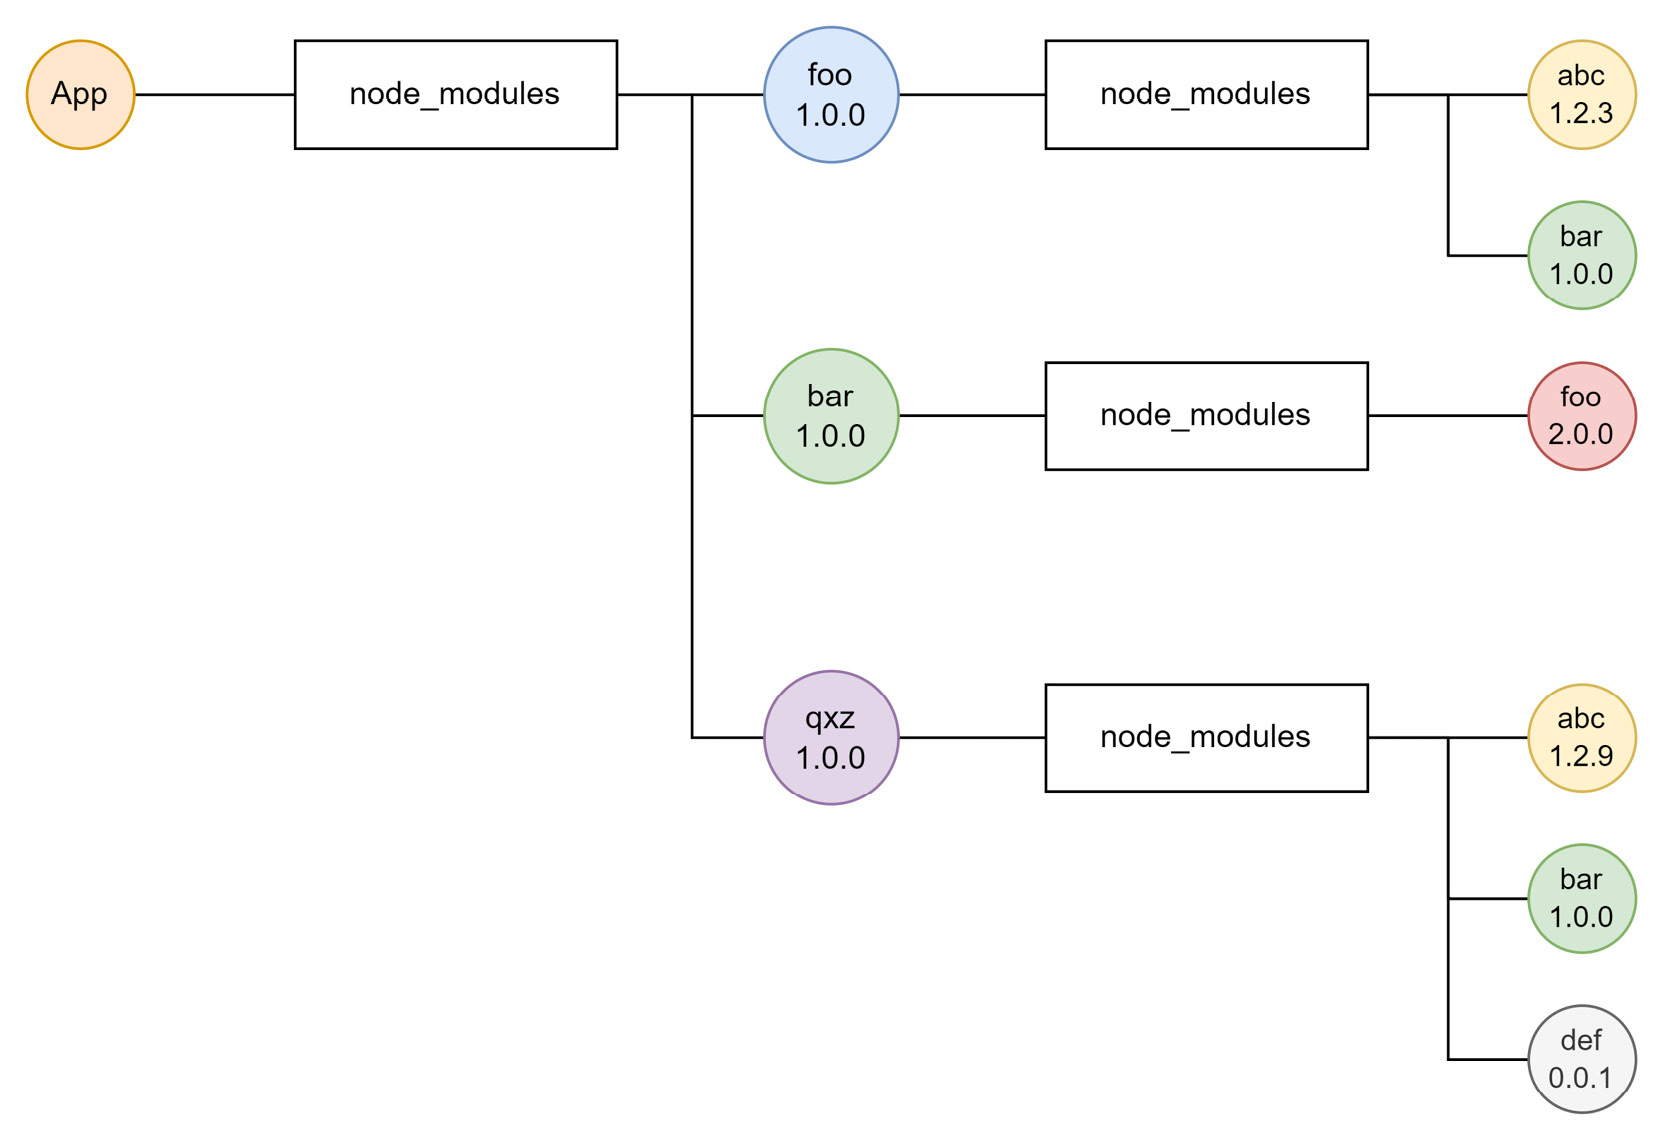 App
node_modules
foo
1.0.0
node_modules
abc
1.2.3
bar
1.0.0
bar
1.0.0
node_modules
foo
2.0.0
qxz
1.0.0
node_modules
abc
1.2.9
bar
1.0.0
def
0.0.1